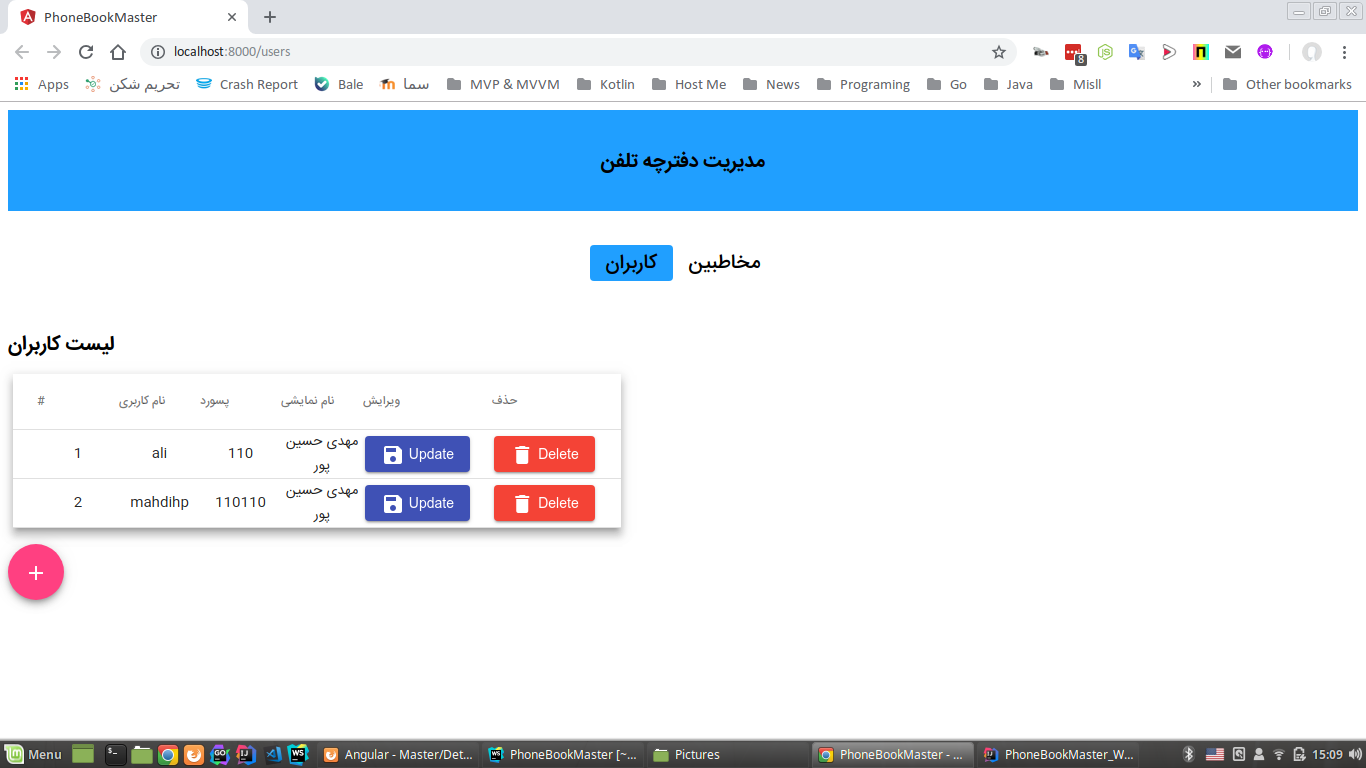 PhoneBookMaster
localhost:8000/users
8
Apps تحریم شکن Crash Report Bale سما MVP & MVVM Kotlin Host Me News Programing Go Java Misll » Other bookmarks
مدیریت دفترچه تلفن
کاربران مخاطبین
لیست کاربران
# نام کاربری پسورد نام نمایشی ویرایش حذف
1 ali 110 مهدی حسین پور Update Delete
2 mahdihp 110110 مهدی حسین پور Update Delete
+
Menu Angular - Master/Det... PhoneBookMaster [~... Pictures PhoneBookMaster - ... PhoneBookMaster_W... 15:09